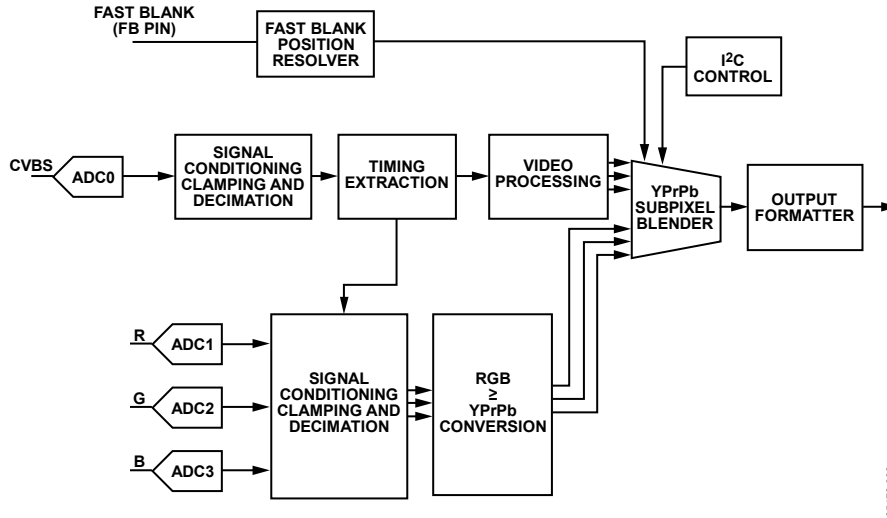 FAST BLANK
(FB PIN)
FAST BLANK
POSITION
RESOLVER
I²C
CONTROL
CVBS
ADC0
SIGNAL
CONDITIONING
CLAMPING AND
DECIMATION
TIMING
EXTRACTION
VIDEO
PROCESSING
YPrPb
SUBPIXEL
BLENDER
OUTPUT
FORMATTER
R
ADC1
G
ADC2
B
ADC3
SIGNAL
CONDITIONING
CLAMPING AND
DECIMATION
RGB
≥
YPrPb
CONVERSION